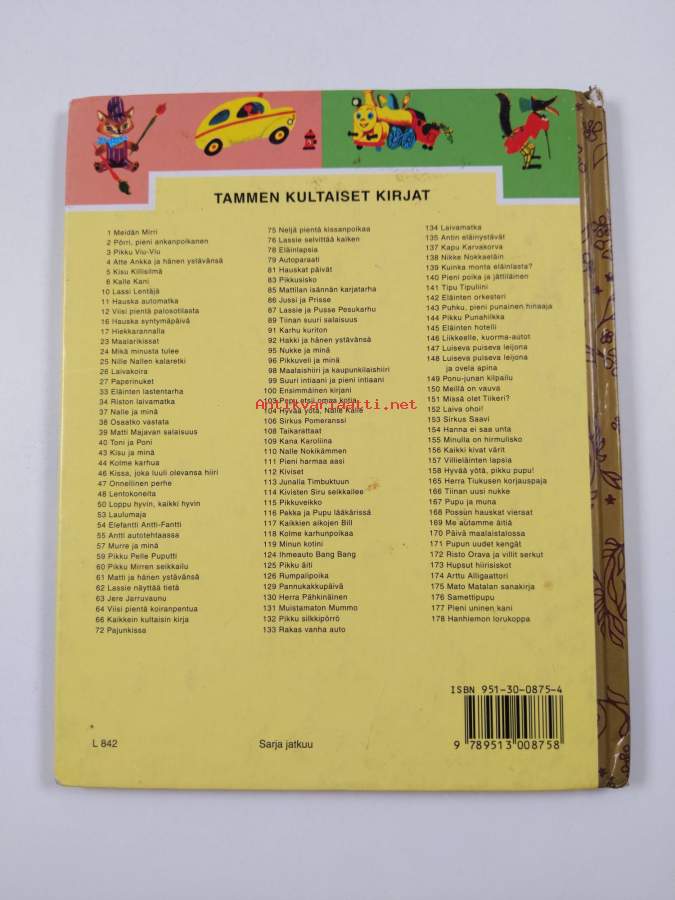 TAMMEN KULTAISET KIRJAT
1 Meidän Mirri
2 Pörri, pieni ankanpoikanen
3 Pikku Viu-Viu
4 Atte Ankka ja hänen ystävänsä
5 Kisu Killisilmä
6 Kalle Kani
10 Lassi Lentäjä
11 Hauska automatka
12 Viisi pientä palosotilasta
16 Hauska syntymäpäivä
17 Hiekkarannalla
23 Maalarikissat
24 Mikä minusta tulee
25 Nille Nallen kalaretki
26 Laivakoira
27 Paperinuket
33 Eläinten lastentarha
34 Riston laivamatka
37 Nalle ja minä
38 Osaatko vastata
39 Matti Majavan salaisuus
40 Toni ja Poni
43 Kisu ja minä
44 Kolme karhua
46 Kissa, joka luuli olevansa hiiri
47 Onnellinen perhe
48 Lentokoneita
50 Loppu hyvin, kaikki hyvin
53 Laulumaja
54 Elefantti Antti-Fantti
55 Antti autotehtaassa
57 Murre ja minä
59 Pikku Pelle Puputti
60 Pikku Mirren seikkailu
61 Matti ja hänen ystävänsä
62 Lassie näyttää tietä
63 Jere Jarruvaunu
64 Viisi pientä koiranpentua
66 Kaikkein kultaisin kirja
72 Pajunkissa
75 Neljä pientä kissanpoikaa
76 Lassie selvittää kaiken
78 Eläinlapsia
79 Autoparaati
81 Hauskat päivät
83 Pikkusisko
85 Mattilan isännän karjatarha
86 Jussi ja Prisse
87 Lassie ja Pusse Pesukarhu
89 Tiinan suuri salaisuus
91 Karhu kuriton
92 Hakki ja hänen ystävänsä
95 Nukke ja minä
96 Pikkuveli ja minä
98 Maalaishiiri ja kaupunkilaishiiri
99 Suuri intiaani ja pieni intiaani
100 Ensimmäinen kirjani
103 Pepu etsii omaa kotia
104 Hyvää yötä, Nalle Kalle
106 Sirkus Pomeranssi
108 Taikarattaat
109 Kana Karoliina
110 Nalle Nokikämmen
111 Pieni harmaa aasi
112 Kiviset
113 Junalla Timbuktuun
114 Kivisten Siru seikkailee
115 Pikkuveikko
116 Pekka ja Pupu lääkärissä
117 Kaikkien aikojen Bill
118 Kolme karhunpoikaa
119 Minun kotini
124 Ihmeauto Bang Bang
125 Pikku äiti
126 Rumpalipoika
129 Pannukakkupäivä
130 Herra Pähkinäinen
131 Muistamaton Mummo
132 Pikku silkkipörrö
133 Rakas vanha auto
134 Laivamatka
135 Antin eläinystävät
137 Kapu Karvakorva
138 Nikke Nokkaeläin
139 Kuinka monta eläinlasta?
140 Pieni poika ja jättiläinen
141 Tipu Tipuliini
142 Eläinten orkesteri
143 Puhku, pieni punainen hinaaja
144 Pikku Punahilkka
145 Eläinten hotelli
146 Liikkeelle, kuorma-autot
147 Luiseva puiseva leijona
148 Luiseva puiseva leijona
ja ovela apina
149 Ponu-junan kilpailu
150 Meillä on vauva
151 Missä olet Tiikeri?
152 Laiva ohoi!
153 Sirkus Saavi
154 Hanna ei saa unta
155 Minulla on hirmulisko
156 Kaikki kivat värit
157 Villieläinten lapsia
158 Hyvää yötä, pikku pupu!
165 Herra Tiukusen korjauspaja
166 Tiinan uusi nukke
167 Pupu ja muna
168 Possun hauskat viersat
169 Me autamme äitiä
170 Päivä maalaistalossa
171 Pupun uudet kengät
172 Risto Orava ja villit serkut
173 Hupsut hiirisiskot
174 Arttu Alligaattori
175 Mato Matalan sanakirja
176 Samettipupu
177 Pieni uninen kani
178 Hanhiemon lorukoppa
Antikvariaatti.net
ISBN 951-30-0875-4
9 789513 008758
L 842
Sarja jatkuu